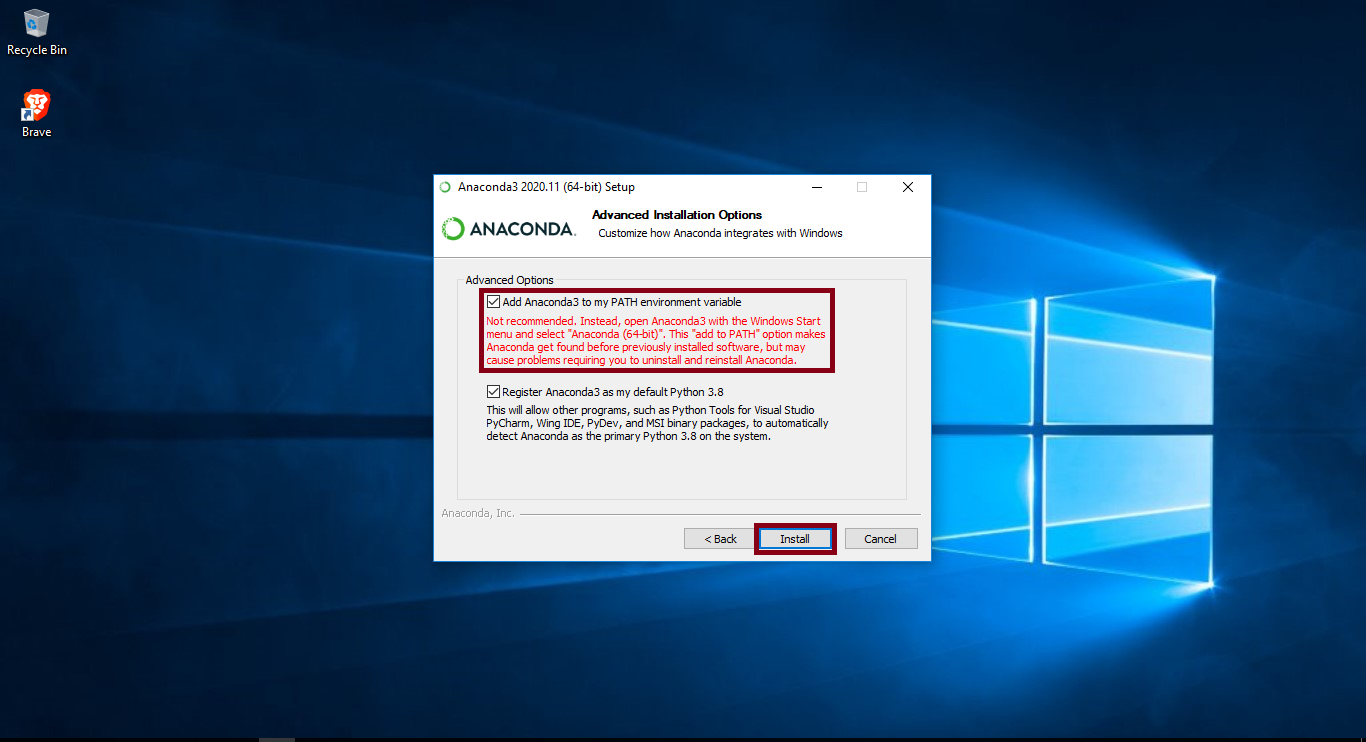 Recycle Bin
Brave
Anaconda3 2020.11 (64-bit) Setup
ANACONDA.
Advanced Installation Options
Customize how Anaconda integrates with Windows
Advanced Options
Add Anaconda3 to my PATH environment variable
Not recommended. Instead, open Anaconda3 with the Windows Start
menu and select "Anaconda (64-bit)". This "add to PATH" option makes
Anaconda get found before previously installed software, but may
cause problems requiring you to uninstall and reinstall Anaconda.
Register Anaconda3 as my default Python 3.8
This will allow other programs, such as Python Tools for Visual Studio
PyCharm, Wing IDE, PyDev, and MSI binary packages, to automatically
detect Anaconda as the primary Python 3.8 on the system.
Anaconda, Inc.
< Back
Install
Cancel